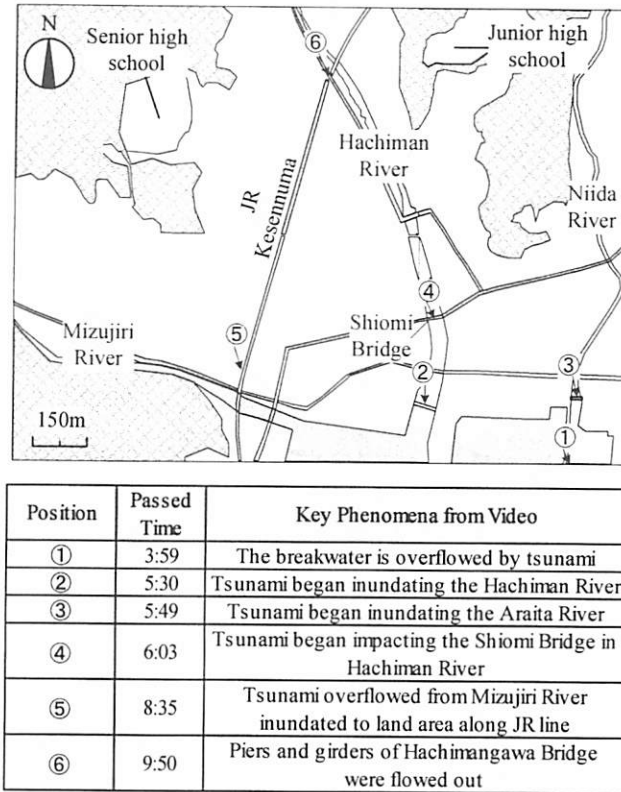 N
Senior high
school
⑥
Junior high
school
Hachiman
River
JR
Kesennuma
Niida
River
④
Shiomi
Bridge
⑤
Mizujiri
River
②
③
150m
①
Position Passed Time Key Phenomena from Video
① 3:59 The breakwater is overflowed by tsunami
② 5:30 Tsunami began inundating the Hachiman River
③ 5:49 Tsunami began inundating the Araita River
④ 6:03 Tsunami began impacting the Shiomi Bridge in
Hachiman River
⑤ 8:35 Tsunami overflowed from Mizujiri River
inundated to land area along JR line
⑥ 9:50 Piers and girders of Hachimangawa Bridge
were flowed out